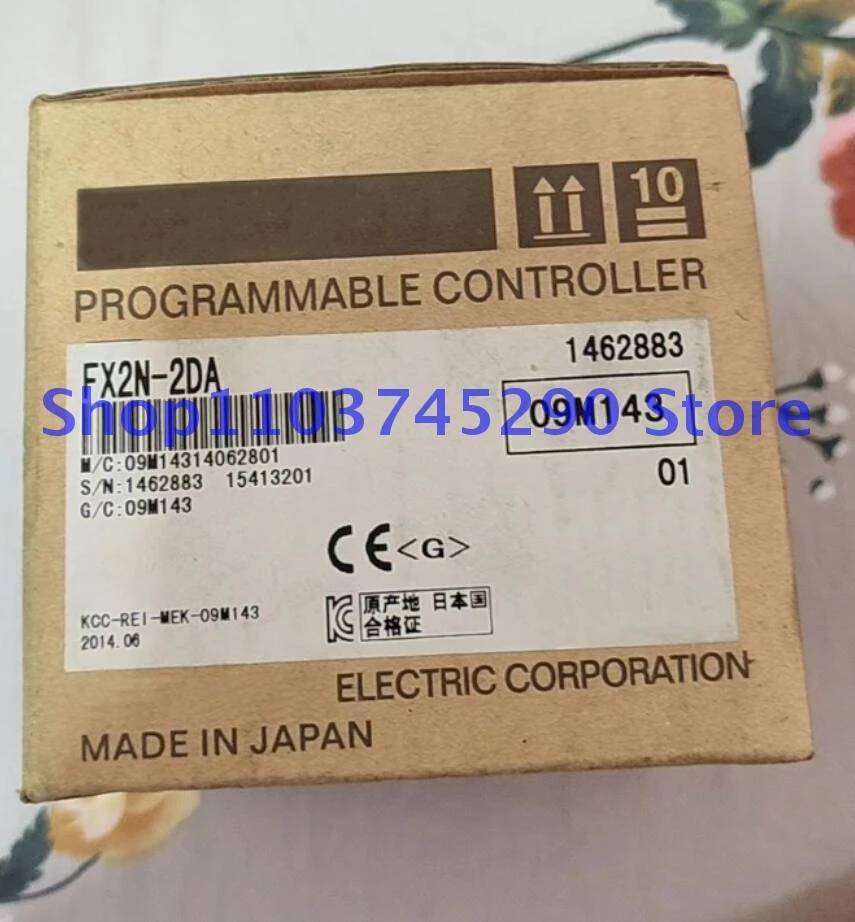 10
PROGRAMMABLE CONTROLLER
FX2N-2DA
1462883
Shop1103745290 Store
09M143
M/C:09M14314062801
S/N:1462883 15413201
01
G/C:09M143
CE<G>
KCC-REI-MEK-09M143
2014.06
原产地 日本国
合格证
ELECTRIC CORPORATION
MADE IN JAPAN